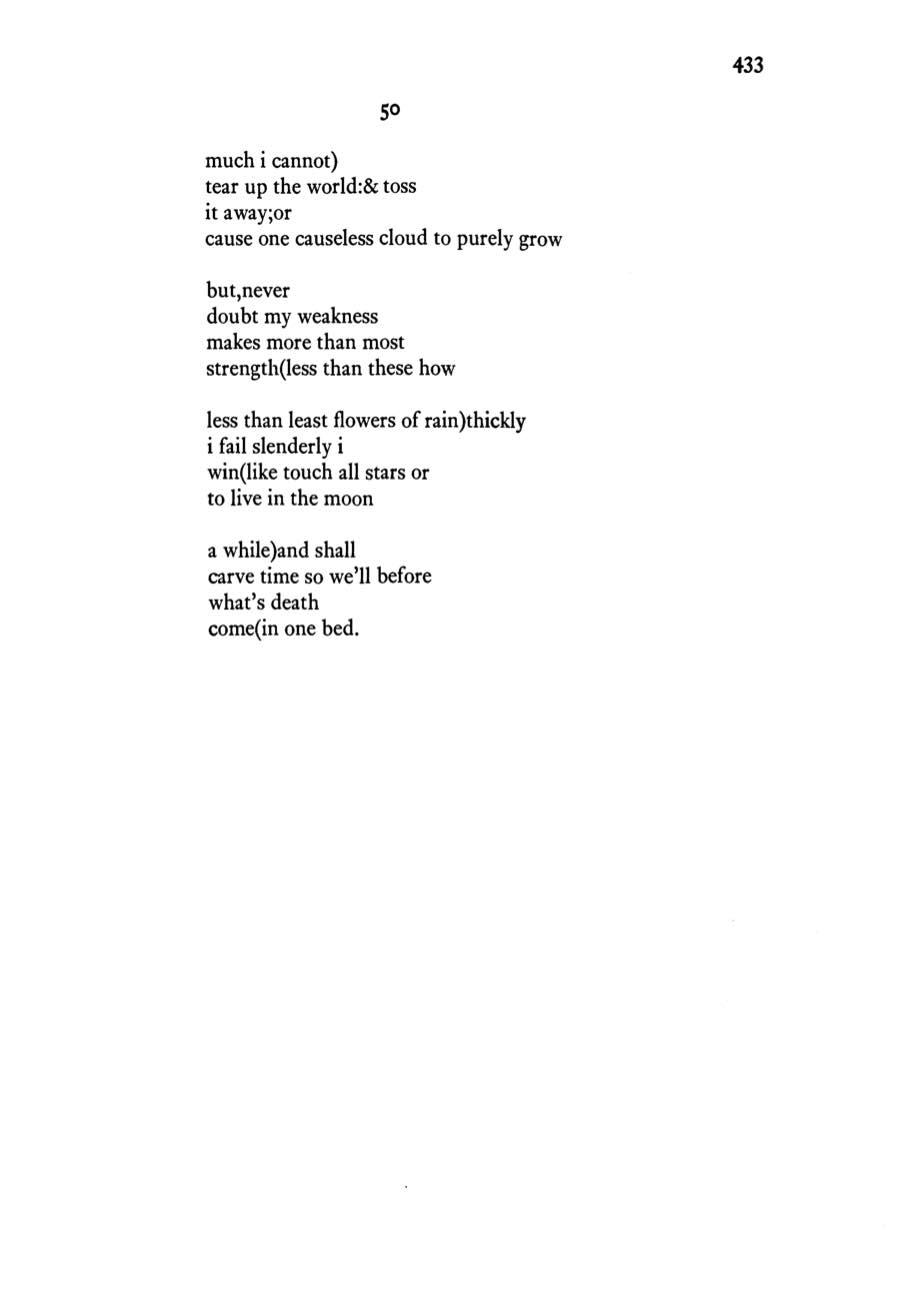 433
50
much i cannot)
tear up the world:& toss
it away;or
cause one causeless cloud to purely grow
but,never
doubt my weakness
makes more than most
strength(less than these how
less than least flowers of rain)thickly
i fail slenderly i
win(like touch all stars or
to live in the moon
a while)and shall
carve time so we'll before
what's death
come(in one bed.